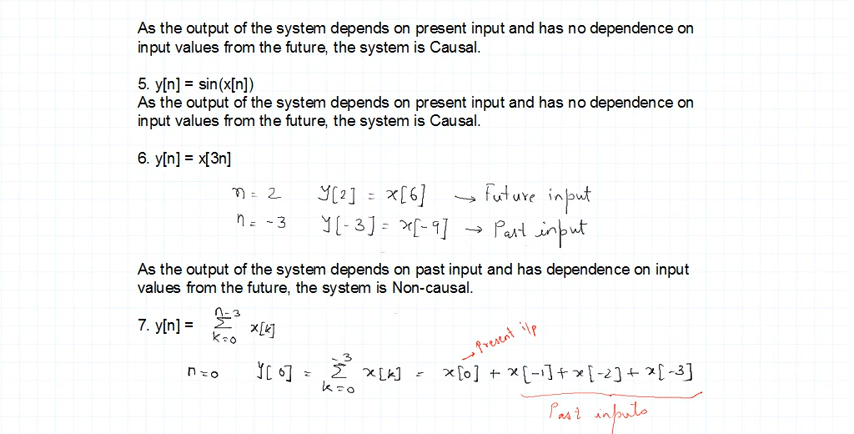 As the output of the system depends on present input and has no dependence on
input values from the future, the system is Causal.
5. y[n] = sin(x[n])
As the output of the system depends on present input and has no dependence on
input values from the future, the system is Causal.
6. y[n] = x[3n]
n = 2 y[2] = x[6] → Future input
n = -3 y[-3] = x[-9] → Past input
As the output of the system depends on past input and has dependence on input
values from the future, the system is Non-causal.
7. y[n] = n-3 Σ k=0 x[k]
→ Present i/p
n=0 y[0] = -3 Σ k=0 x[k] = x[0] + x[-1] + x[-2] + x[-3]
Past inputs